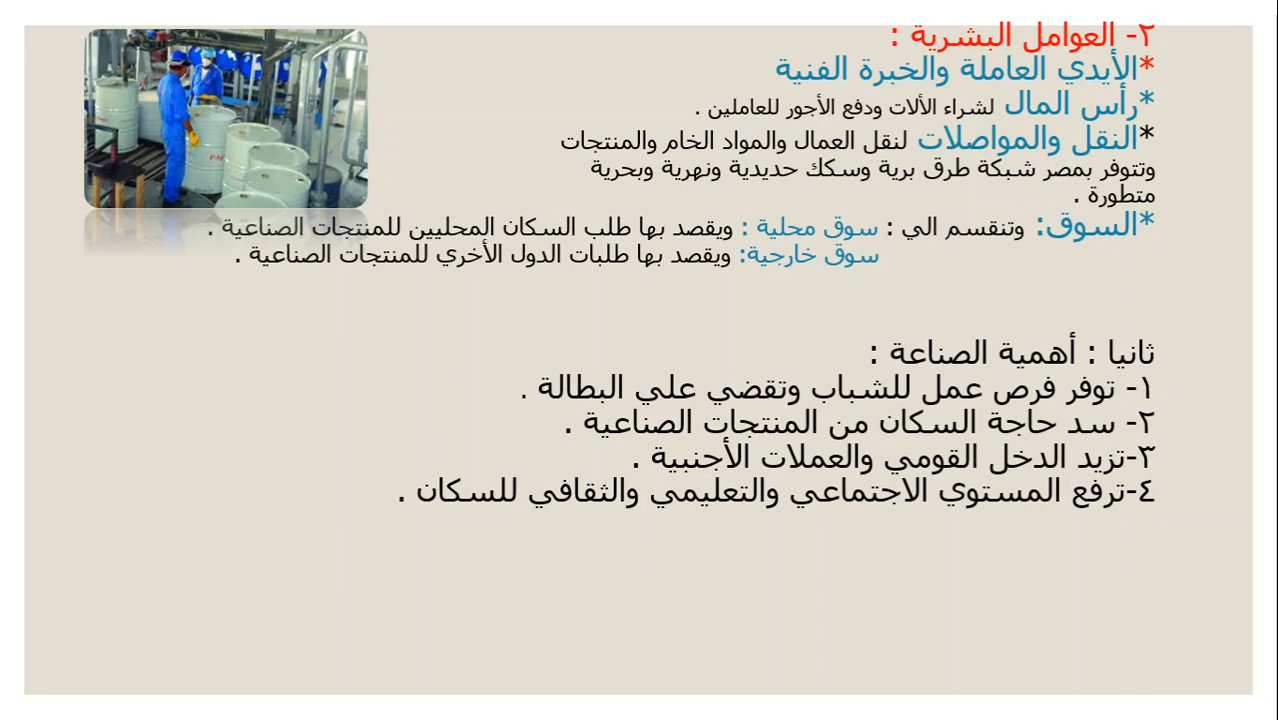 ٢- العوامل البشرية :
*الأيدي العاملة والخبرة الفنية
*رأس المال لشراء الألات ودفع الأجور للعاملين .
*النقل والمواصلات لنقل العمال والمواد الخام والمنتجات
وتتوفر بمصر شبكة طرق برية وسكك حديدية ونهرية وبحرية
متطورة .
*السوق: وتنقسم الي : سوق محلية : ويقصد بها طلب السكان المحليين للمنتجات الصناعية .
سوق خارجية: ويقصد بها طلبات الدول الأخري للمنتجات الصناعية .
ثانيا : أهمية الصناعة :
١- توفر فرص عمل للشباب وتقضي علي البطالة .
٢- سد حاجة السكان من المنتجات الصناعية .
٣-تزيد الدخل القومي والعملات الأجنبية .
٤-ترفع المستوي الاجتماعي والتعليمي والثقافي للسكان .